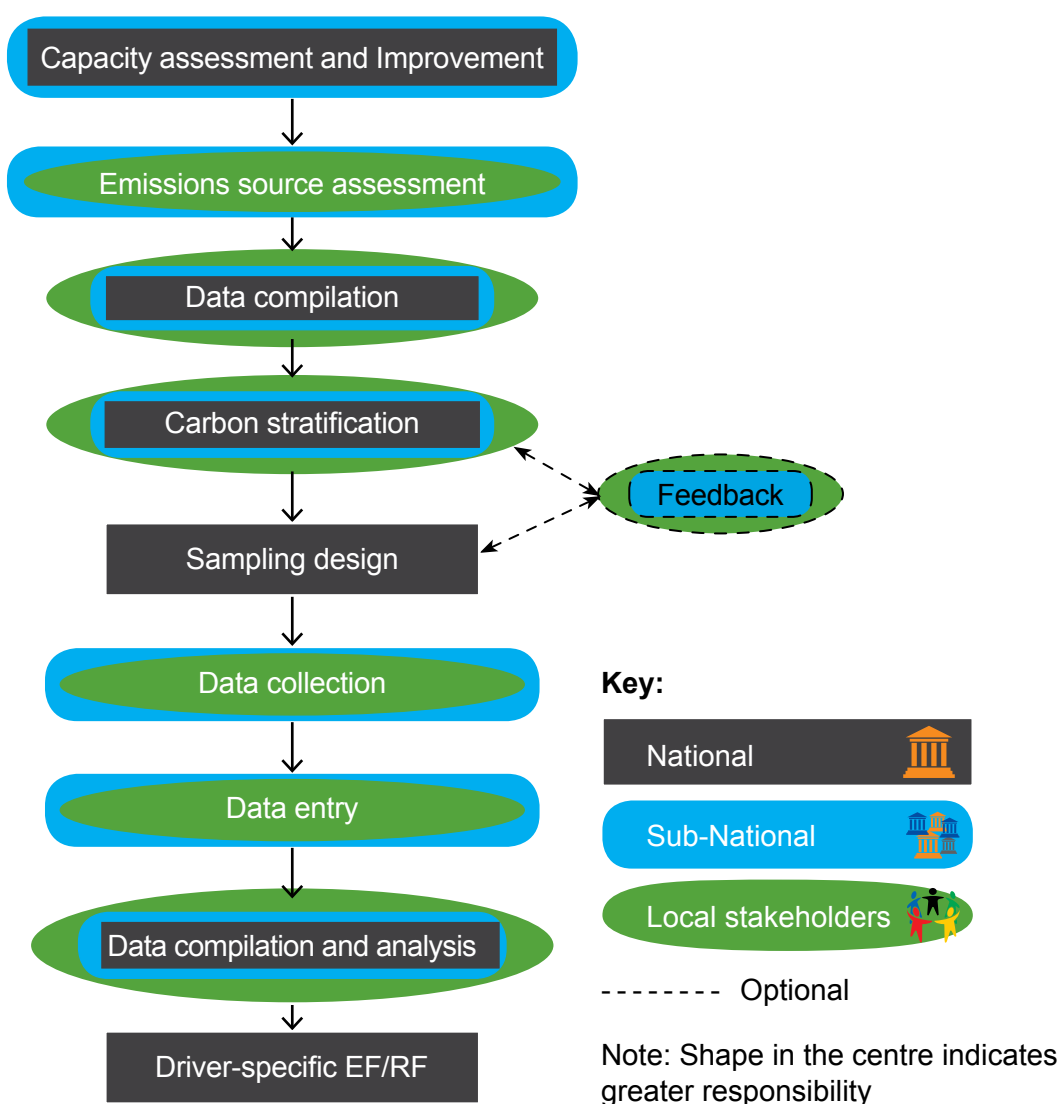 Capacity assessment and Improvement
Emissions source assessment
Data compilation
Carbon stratification
Feedback
Sampling design
Data collection
Data entry
Data compilation and analysis
Driver-specific EF/RF
Key:
National
Sub-National
Local stakeholders
Optional
Note: Shape in the centre indicates
greater responsibility